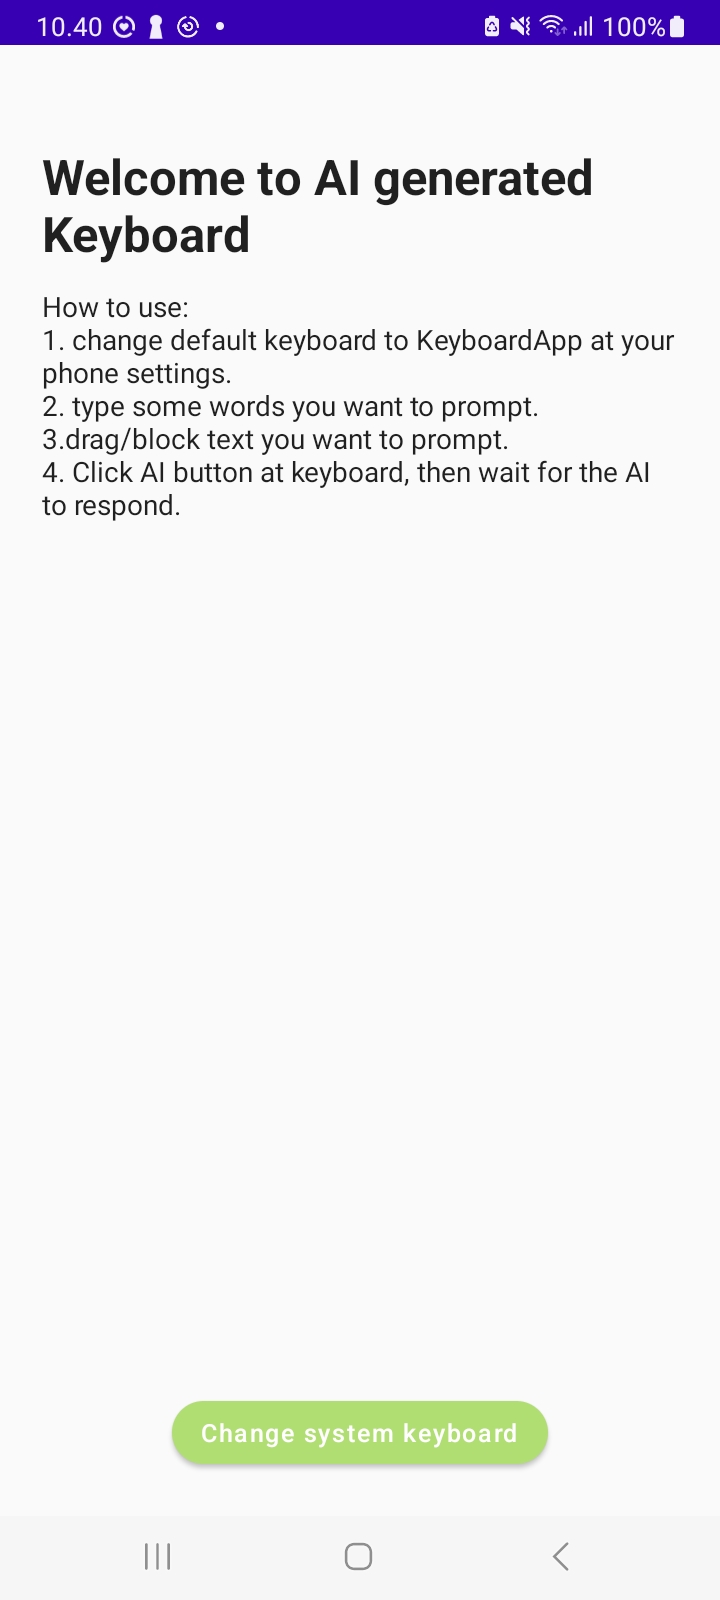 10.40
100%
Welcome to AI generated
Keyboard
How to use:
1. change default keyboard to KeyboardApp at your
phone settings.
2. type some words you want to prompt.
3.drag/block text you want to prompt.
4. Click AI button at keyboard, then wait for the AI
to respond.
Change system keyboard